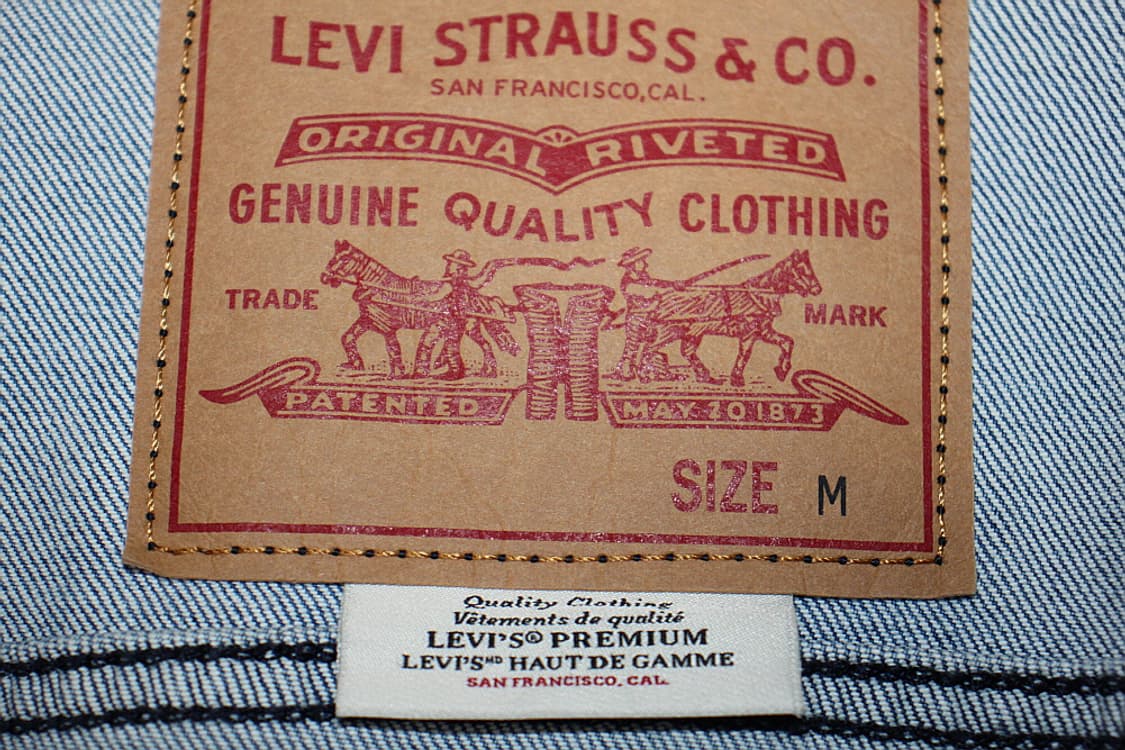 LEVI STRAUSS & CO.
SAN FRANCISCO, CAL.
ORIGINAL RIVETED
GENUINE QUALITY CLOTHING
TRADE MARK
PATENTED MAY 20 1873
SIZE M
Quality Clothing
Vêtements de qualité
LEVI'S® PREMIUM
LEVI'S MD HAUT DE GAMME
SAN FRANCISCO, CAL.